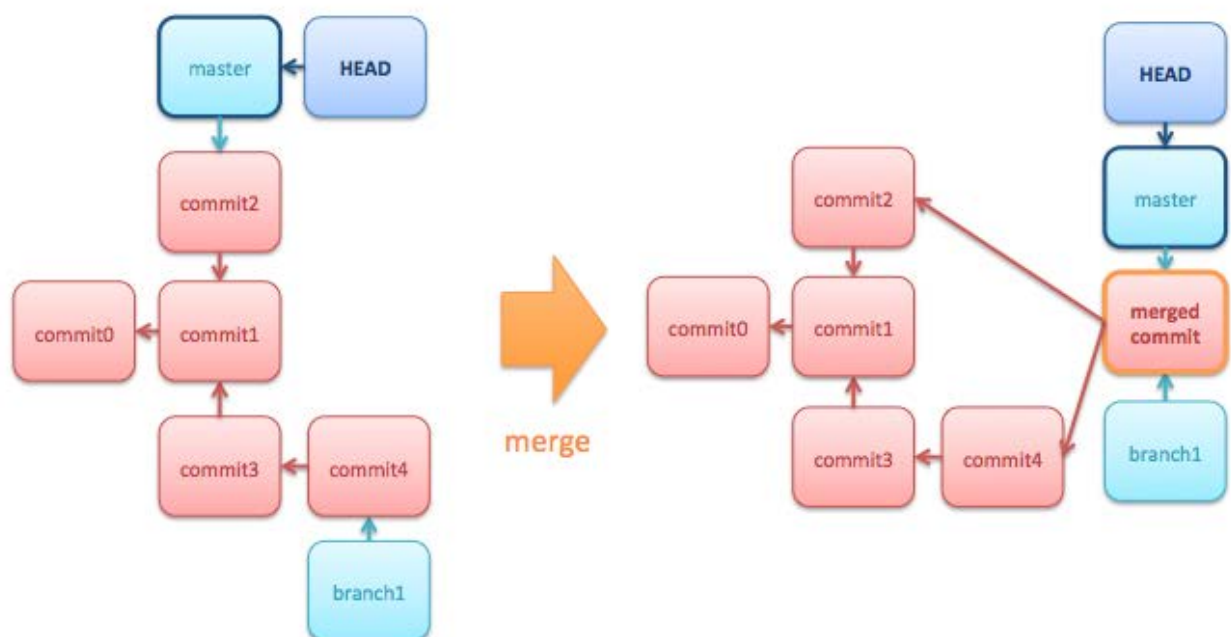 master
HEAD
commit2
commit0
commit1
commit3
commit4
branch1
merge
HEAD
master
commit2
commit0
commit1
merged
commit
commit3
commit4
branch1